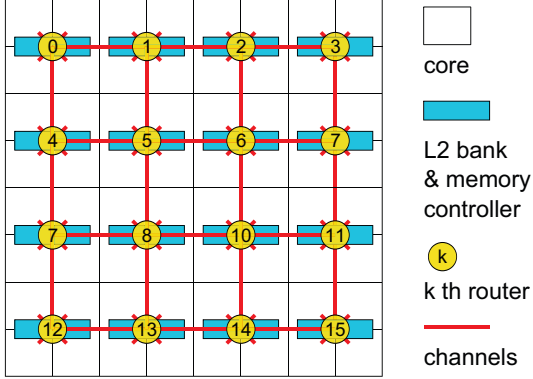 0 1 2 3
4 5 6 7
7 8 10 11
12 13 14 15
core
L2 bank
& memory
controller
k
k th router
channels